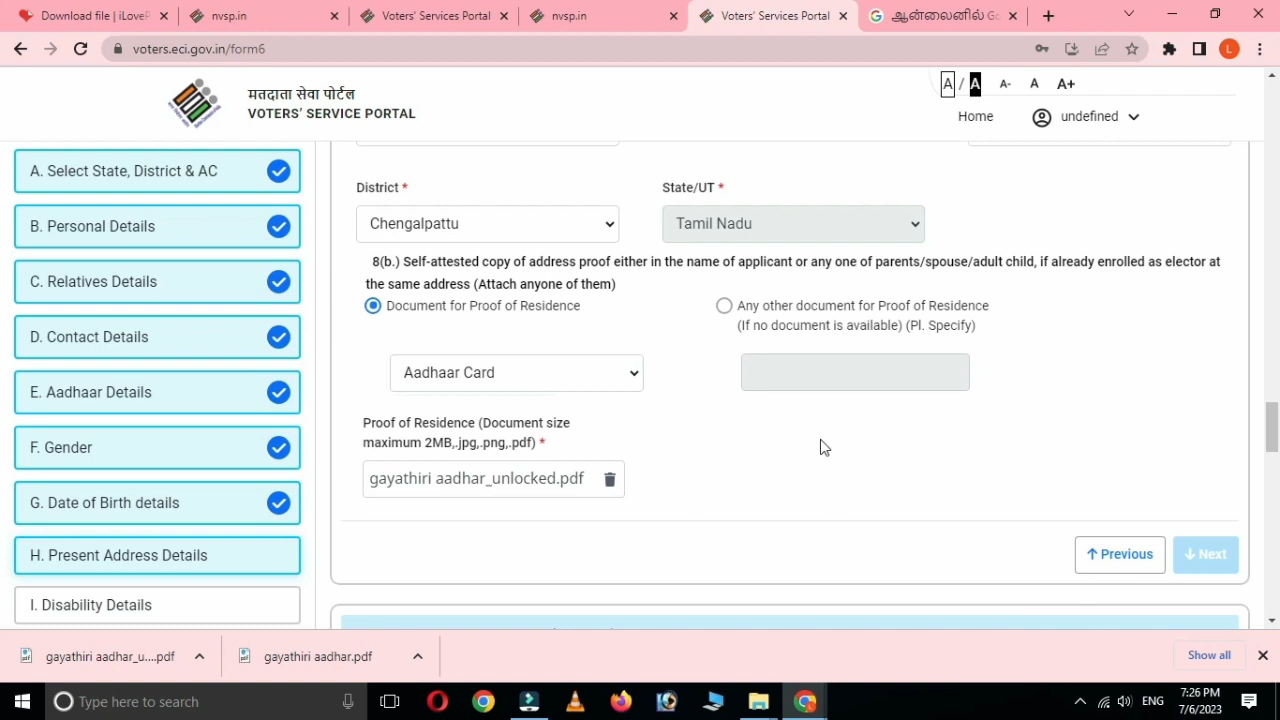 Download file | iLoveP
nvsp.in
Voters' Services Portal
nvsp.in
Voters' Services Portal
ஆன்லைனில் Go
voters.eci.gov.in/form6
मतदाता सेवा पोर्टल
VOTERS' SERVICE PORTAL
A / A A- A A+
Home
undefined
A. Select State, District & AC
B. Personal Details
C. Relatives Details
D. Contact Details
E. Aadhaar Details
F. Gender
G. Date of Birth details
H. Present Address Details
I. Disability Details
District *
State/UT *
Chengalpattu
Tamil Nadu
8(b.) Self-attested copy of address proof either in the name of applicant or any one of parents/spouse/adult child, if already enrolled as elector at
the same address (Attach anyone of them)
Document for Proof of Residence
Any other document for Proof of Residence
(If no document is available) (Pl. Specify)
Aadhaar Card
Proof of Residence (Document size
maximum 2MB,.jpg,.png,.pdf) *
gayathiri aadhar_unlocked.pdf
Previous
Next
gayathiri aadhar_u....pdf
gayathiri aadhar.pdf
Show all
Type here to search
ENG
7:26 PM
7/6/2023